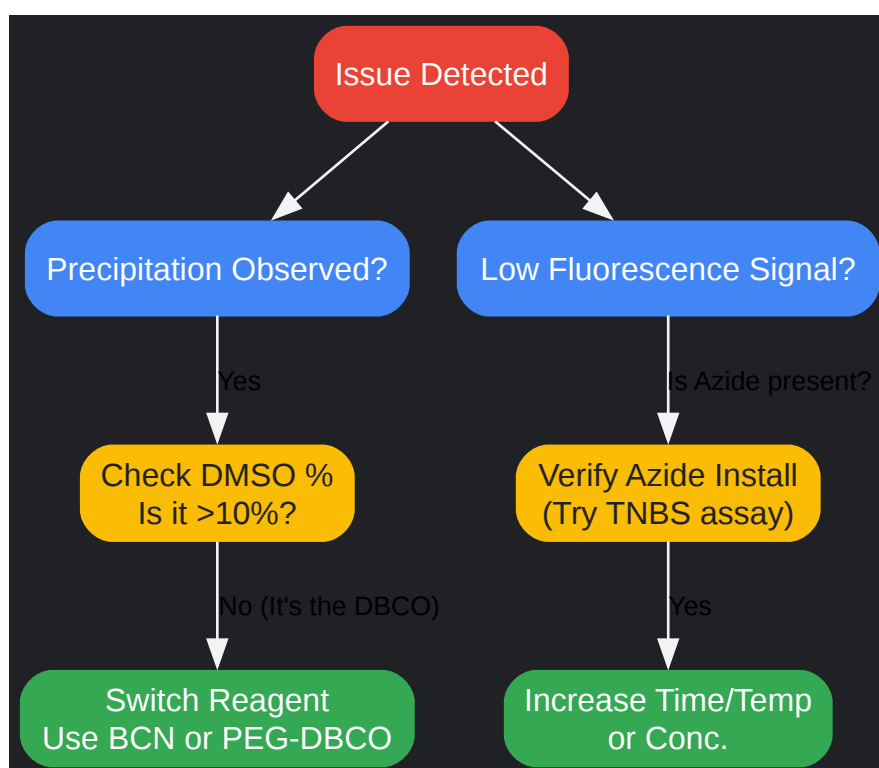 Issue Detected
Precipitation Observed?
Low Fluorescence Signal?
Yes
Is Azide present?
Check DMSO %
Is it >10%?
Verify Azide Install
(Try TNBS assay)
No (It's the DBCO)
Yes
Switch Reagent
Use BCN or PEG-DBCO
Increase Time/Temp
or Conc.